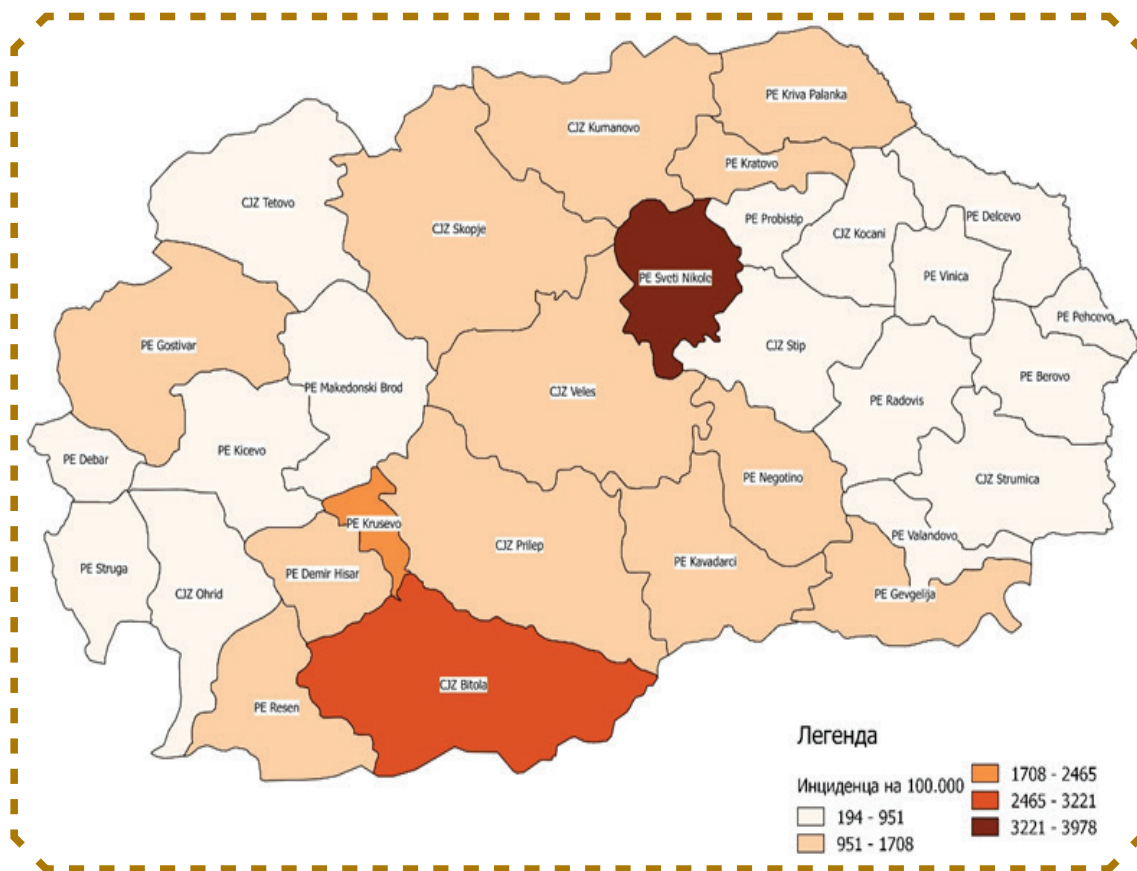 PE Kriva Palanka
CJZ Kumanovo
PE Kratovo
CJZ Tetovo
PE Probistip
PE Delcevo
CJZ Skopje
CJZ Kocani
PE Sveti Nikole
PE Vinica
PE Pehcevo
PE Gostivar
CJZ Stip
PE Berovo
PE Makedonski Brod
CJZ Veles
PE Radovis
PE Debar
PE Kicevo
PE Negotino
CJZ Strumica
PE Krusevo
PE Valandovo
CJZ Prilep
PE Struga
PE Demir Hisar
PE Kavadarci
CJZ Ohrid
PE Gevgelija
CJZ Bitola
PE Resen
Легенда
Инциденца на 100.000
194 - 951
951 - 1708
1708 - 2465
2465 - 3221
3221 - 3978